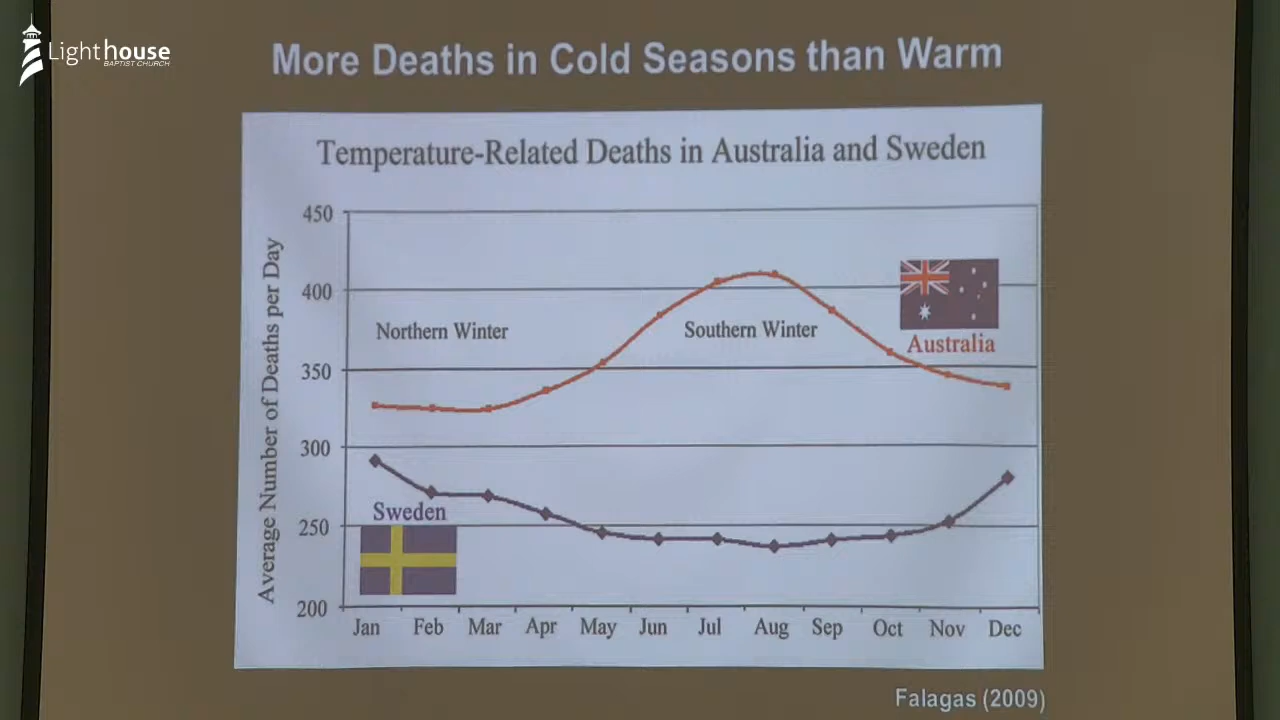 Lighthouse
BAPTIST CHURCH
More Deaths in Cold Seasons than Warm
Temperature-Related Deaths in Australia and Sweden
Average Number of Deaths per Day
450
400
350
300
250
200
Northern Winter
Southern Winter
Australia
Sweden
Jan Feb Mar Apr May Jun Jul Aug Sep Oct Nov Dec
Falagas (2009)